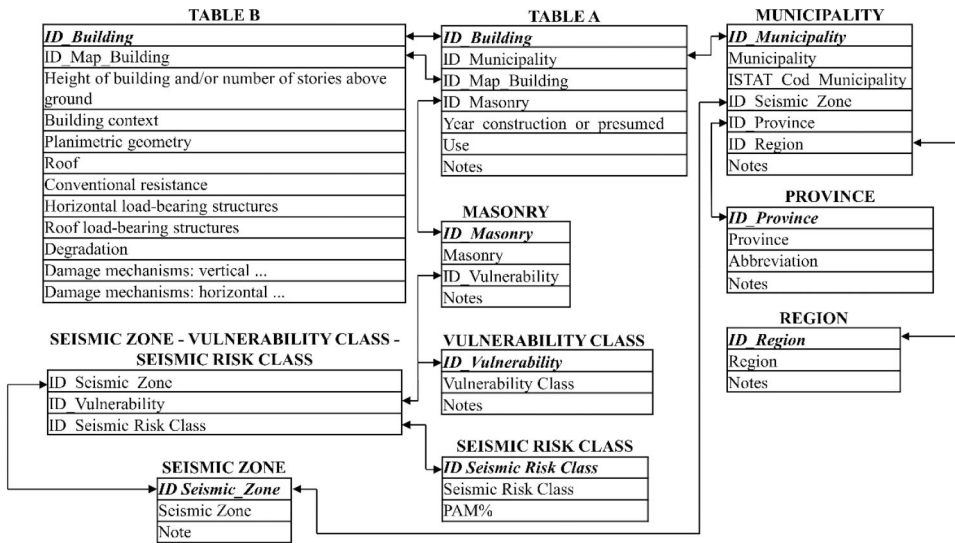 TABLE B
ID_Building
ID_Map_Building
Height of building and/or number of stories above
ground
Building context
Planimetric geometry
Roof
Conventional resistance
Horizontal load-bearing structures
Roof load-bearing structures
Degradation
Damage mechanisms: vertical ...
Damage mechanisms: horizontal ...
TABLE A
ID_Building
ID_Municipality
ID_Map_Building
ID_Masonry
Year construction or presumed
Use
Notes
MUNICIPALITY
ID_Municipality
Municipality
ISTAT_Cod_Municipality
ID_Seismic_Zone
ID_Province
ID_Region
Notes
MASONRY
ID_Masonry
Masonry
ID_Vulnerability
Notes
PROVINCE
ID_Province
Province
Abbreviation
Notes
REGION
ID_Region
Region
Notes
SEISMIC ZONE - VULNERABILITY CLASS -
SEISMIC RISK CLASS
ID_Seismic_Zone
ID_Vulnerability
ID_Seismic Risk Class
VULNERABILITY CLASS
ID_Vulnerability
Vulnerability Class
Notes
SEISMIC RISK CLASS
ID Seismic Risk Class
Seismic Risk Class
PAM%
SEISMIC ZONE
ID Seismic_Zone
Seismic Zone
Note